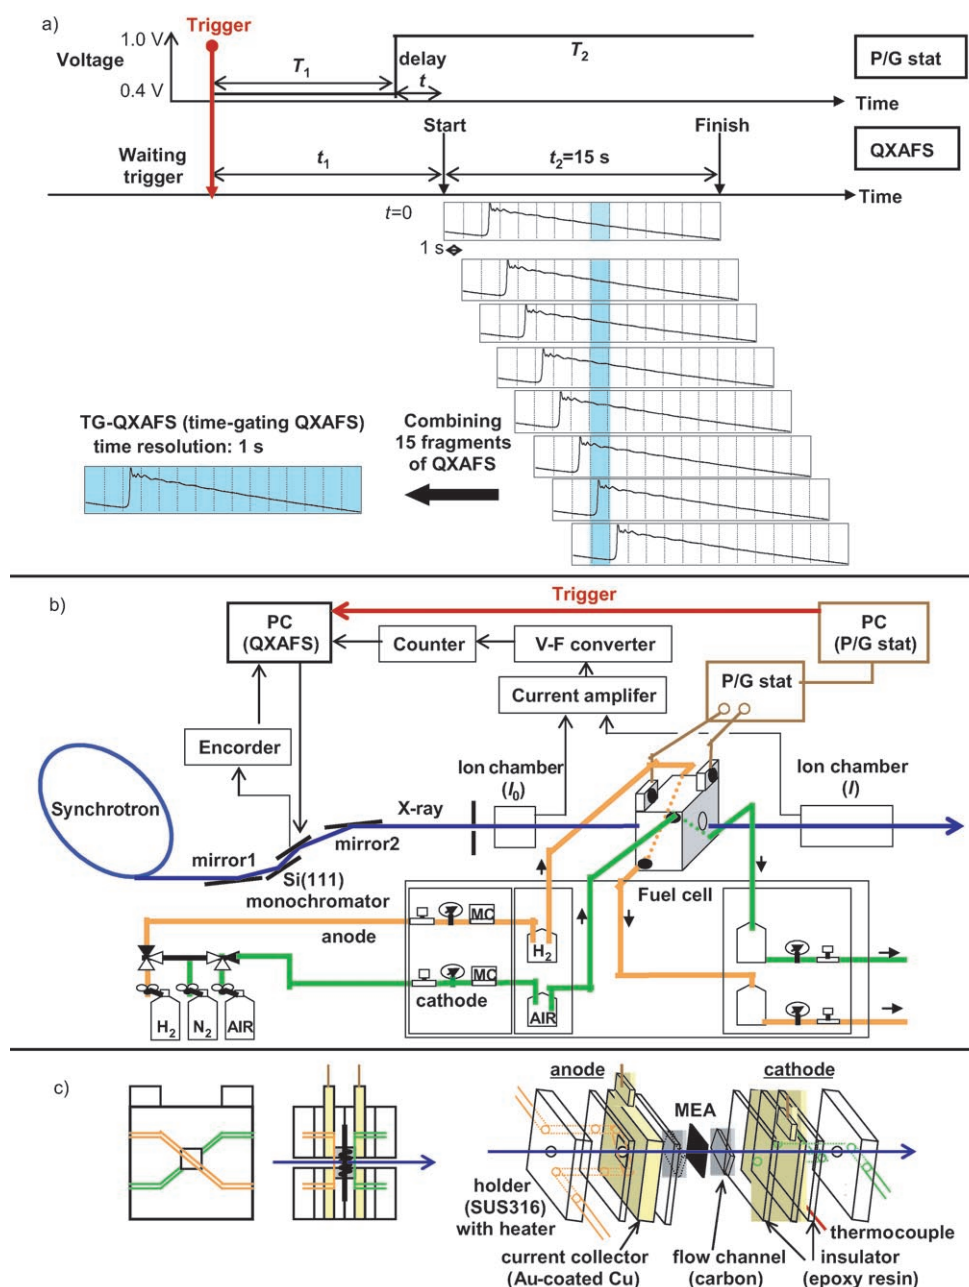 a)
Trigger
1.0 V
Voltage
0.4 V
T1
delay
t
T2
P/G stat
Time
Start
Finish
QXAFS
Waiting
trigger
t1
t2=15 s
Time
t=0
1 s
TG-QXAFS (time-gating QXAFS)
time resolution: 1 s
Combining
15 fragments
of QXAFS
b)
Trigger
PC
(QXAFS)
Counter
V-F converter
PC
(P/G stat)
Current amplifer
P/G stat
Encorder
Synchrotron
Ion chamber
(I0)
Ion chamber
(I)
X-ray
mirror1
mirror2
Si(111)
monochromator
Fuel cell
anode
MC
H2
cathode
MC
AIR
H2
N2
AIR
c)
anode
cathode
MEA
holder
(SUS316)
with heater
thermocouple
current collector
(Au-coated Cu)
flow channel
(carbon)
insulator
(epoxy resin)